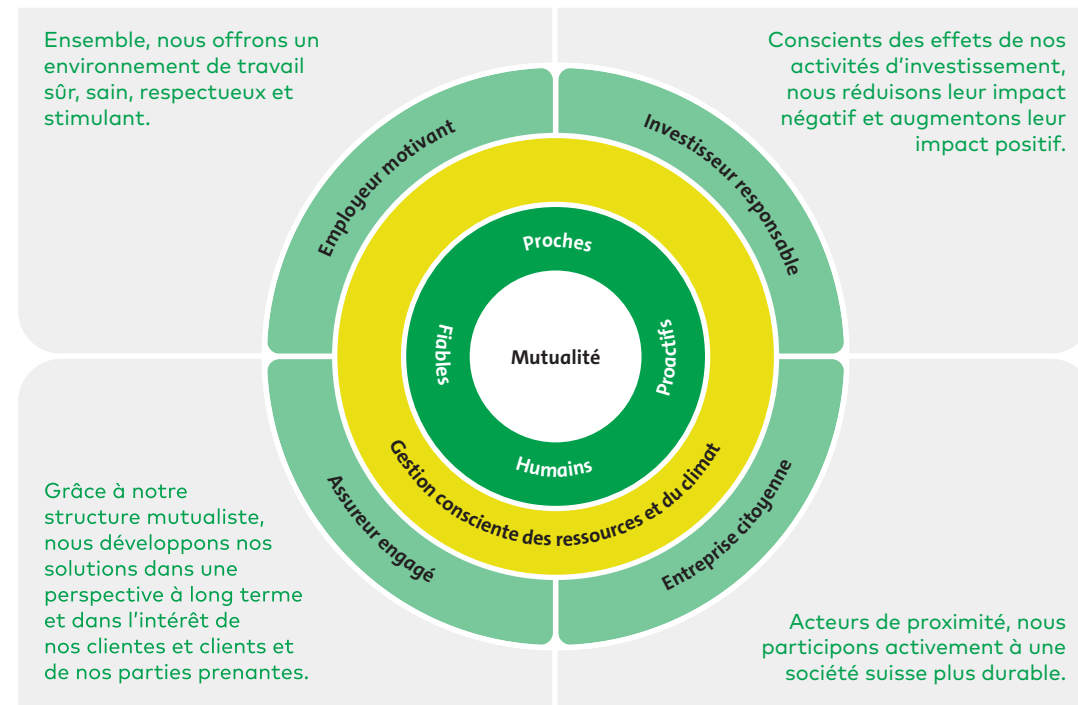 Ensemble, nous offrons un
environnement de travail
sûr, sain, respectueux et
stimulant.
Conscients des effets de nos
activités d'investissement,
nous réduisons leur impact
négatif et augmentons leur
impact positif.
Employeur motivant
Investisseur responsable
Proches
Fiables
Mutualité
Proactifs
Humains
Gestion consciente des ressources et du climat
Assureur engagé
Entreprise citoyenne
Grâce à notre
structure mutualiste,
nous développons nos
solutions dans une
perspective à long terme
et dans l'intérêt de
nos clientes et clients et
de nos parties prenantes.
Acteurs de proximité, nous
participons activement à une
société suisse plus durable.